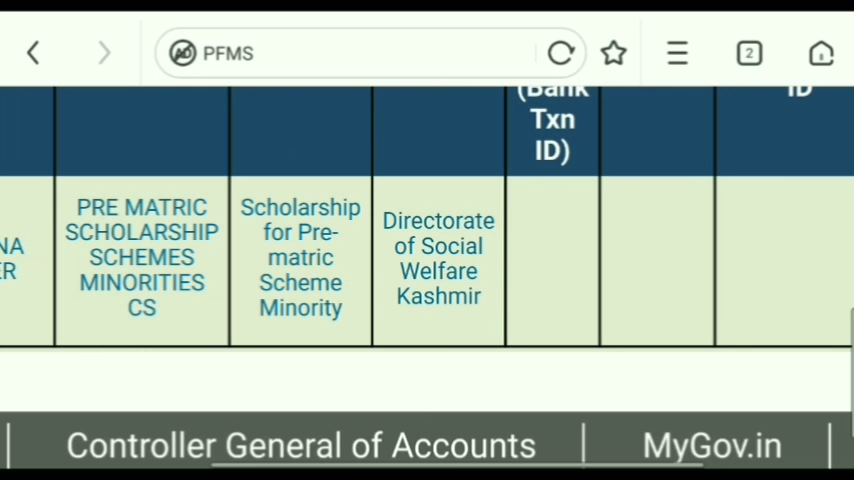 PFMS
2
(Bank
Txn
ID)
ID
NA
ER
PRE MATRIC
SCHOLARSHIP
SCHEMES
MINORITIES
CS
Scholarship
for Pre-
matric
Scheme
Minority
Directorate
of Social
Welfare
Kashmir
Controller General of Accounts
MyGov.in